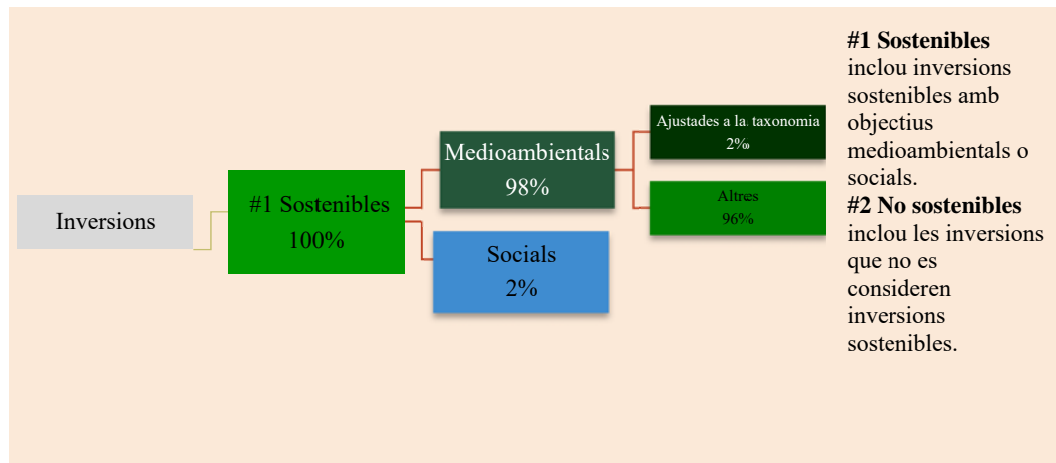 Inversions
#1 Sostenibles
100%
Medioambientals
98%
Socials
2%
Ajustades a la taxonomia
2%
Altres
96%
#1 Sostenibles
inclou inversions
sostenibles amb
objectius
medioambientals o
socials.
#2 No sostenibles
inclou les inversions
que no es
consideren
inversions
sostenibles.